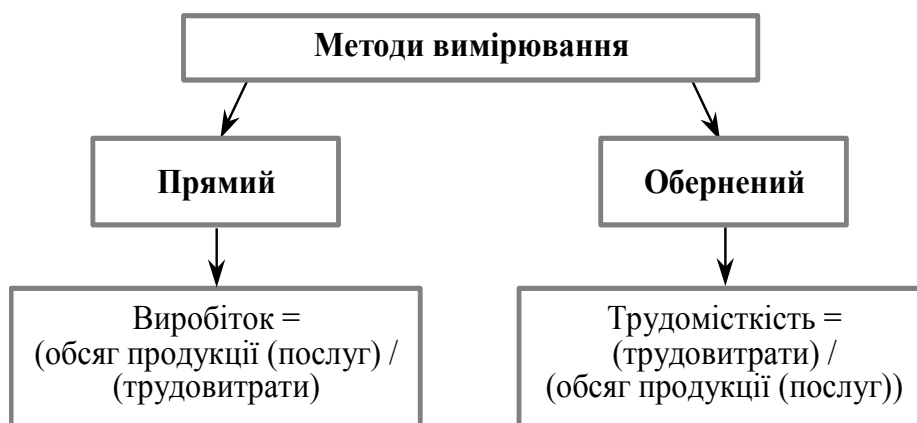 Методи вимірювання
Прямий
Обернений
Виробіток =
(обсяг продукції (послуг) /
(трудовитрати)
Трудомісткість =
(трудовитрати) /
(обсяг продукції (послуг))